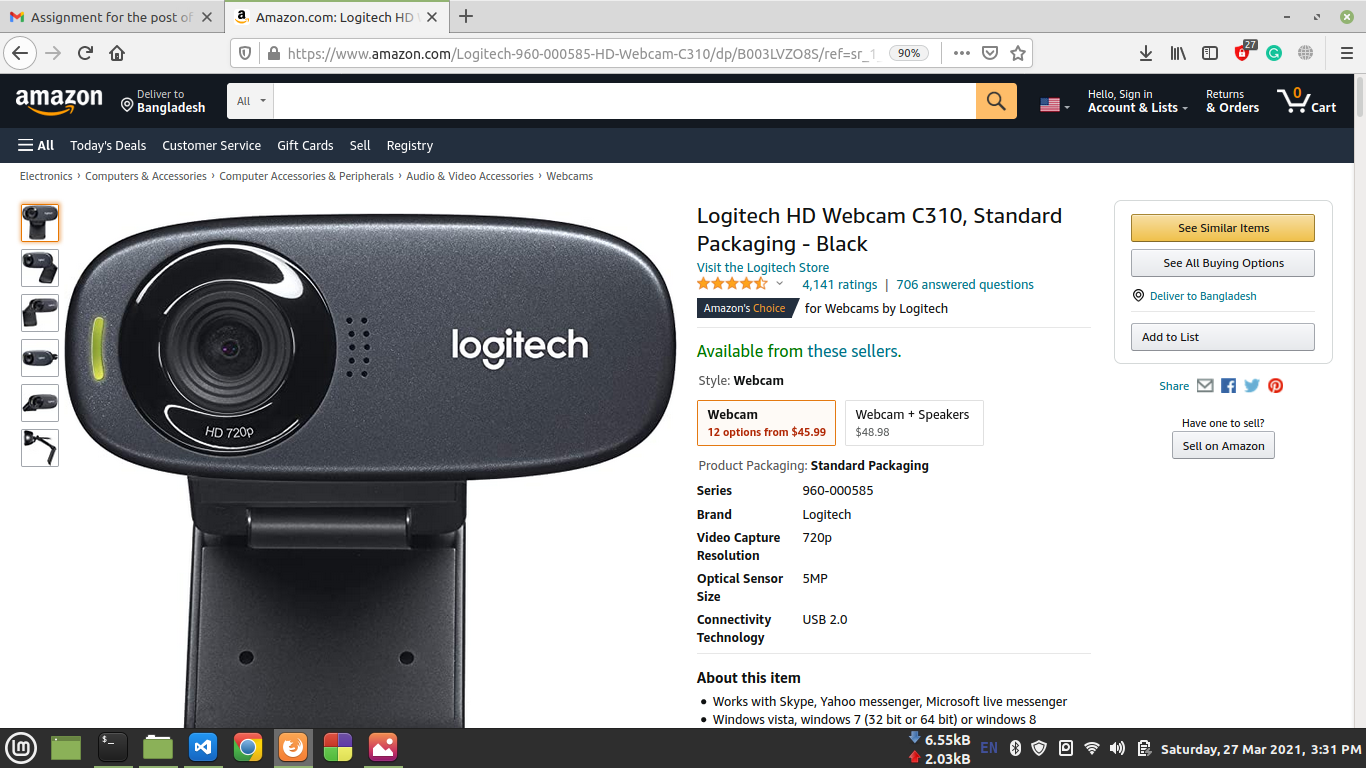 Assignment for the post of
Amazon.com: Logitech HD
https://www.amazon.com/Logitech-960-000585-HD-Webcam-C310/dp/B003LVZO8S/ref=sr_1_
90%
27
amazon
Deliver to
Bangladesh
All
Hello, Sign in
Account & Lists
Returns
& Orders
0
Cart
All
Today's Deals
Customer Service
Gift Cards
Sell
Registry
Electronics › Computers & Accessories › Computer Accessories & Peripherals › Audio & Video Accessories › Webcams
logitech
HD 720p
Logitech HD Webcam C310, Standard
Packaging - Black
Visit the Logitech Store
4,141 ratings | 706 answered questions
Amazon's Choice for Webcams by Logitech
Available from these sellers.
Style: Webcam
Webcam
12 options from $45.99
Webcam + Speakers
$48.98
Product Packaging: Standard Packaging
Series 960-000585
Brand Logitech
Video Capture 720p
Resolution
Optical Sensor 5MP
Size
Connectivity USB 2.0
Technology
About this item
• Works with Skype, Yahoo messenger, Microsoft live messenger
• Windows vista, windows 7 (32 bit or 64 bit) or windows 8
See Similar Items
See All Buying Options
Deliver to Bangladesh
Add to List
Share
Have one to sell?
Sell on Amazon
6.55kB
2.03kB
EN
Saturday, 27 Mar 2021, 3:31 PM